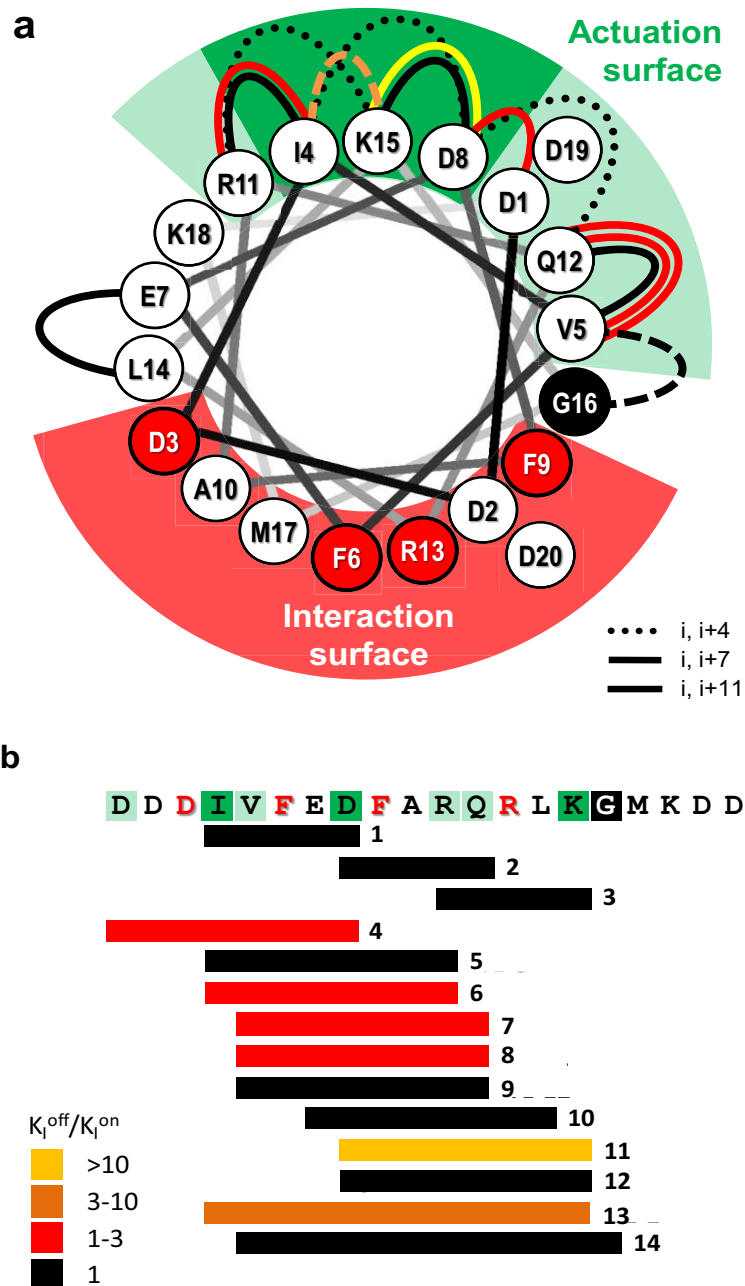 a
Actuation
surface
K15
I4
D8
D19
R11
D1
K18
Q12
E7
V5
L14
G16
D3
F9
A10
D2
M17
R13
F6
D20
Interaction
surface
i, i+4
i, i+7
i, i+11
b
D D D I V F E D F A R Q R L K G M K D D
1
2
3
4
5
6
7
8
9
10
11
12
13
14
KIoff/KIon
>10
3-10
1-3
1